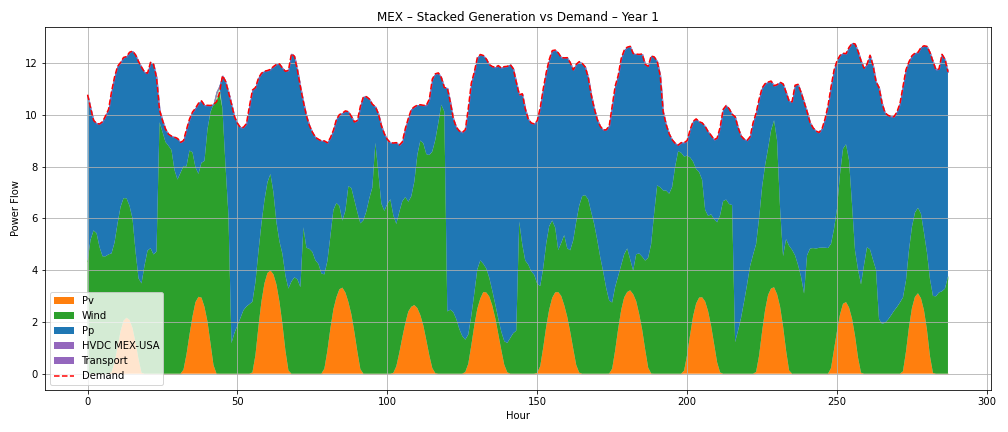 MEX – Stacked Generation vs Demand – Year 1
Power Flow
12
10
8
6
4
2
0
Pv
Wind
Pp
HVDC MEX-USA
Transport
Demand
0 50 100 150 200 250 300
Hour